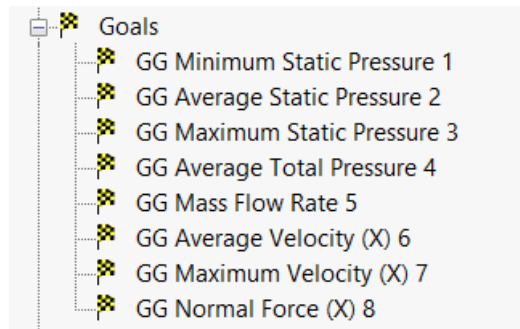 Goals
GG Minimum Static Pressure 1
GG Average Static Pressure 2
GG Maximum Static Pressure 3
GG Average Total Pressure 4
GG Mass Flow Rate 5
GG Average Velocity (X) 6
GG Maximum Velocity (X) 7
GG Normal Force (X) 8